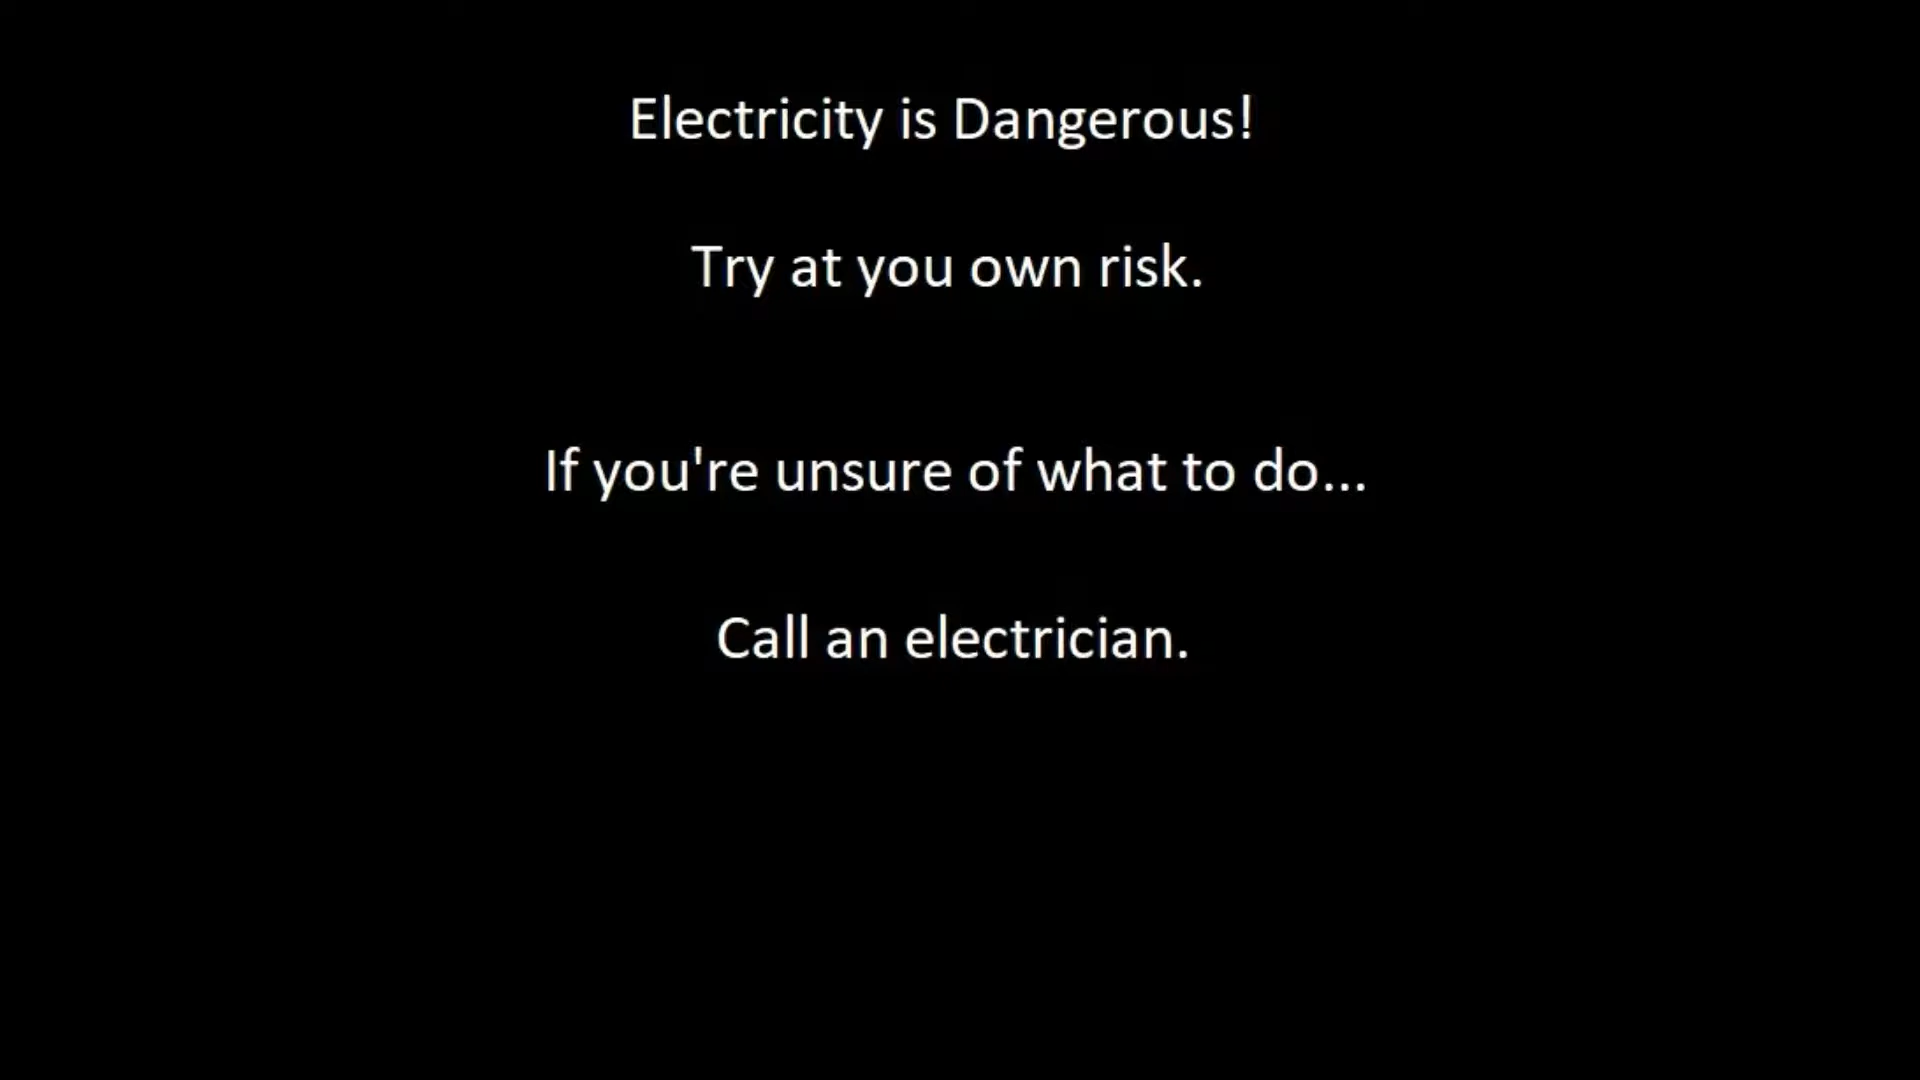 Electricity is Dangerous!
Try at you own risk.
If you're unsure of what to do...
Call an electrician.